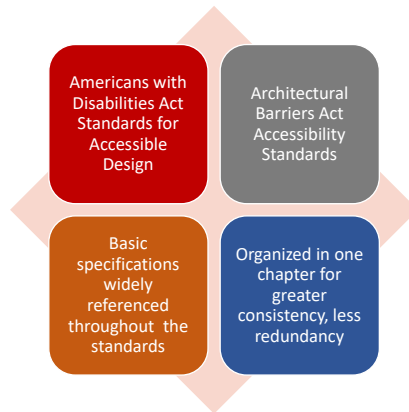 Americans with
Disabilities Act
Standards for
Accessible
Design
Architectural
Barriers Act
Accessibility
Standards
Basic
specifications
widely
referenced
throughout the
standards
Organized in one
chapter for
greater
consistency, less
redundancy